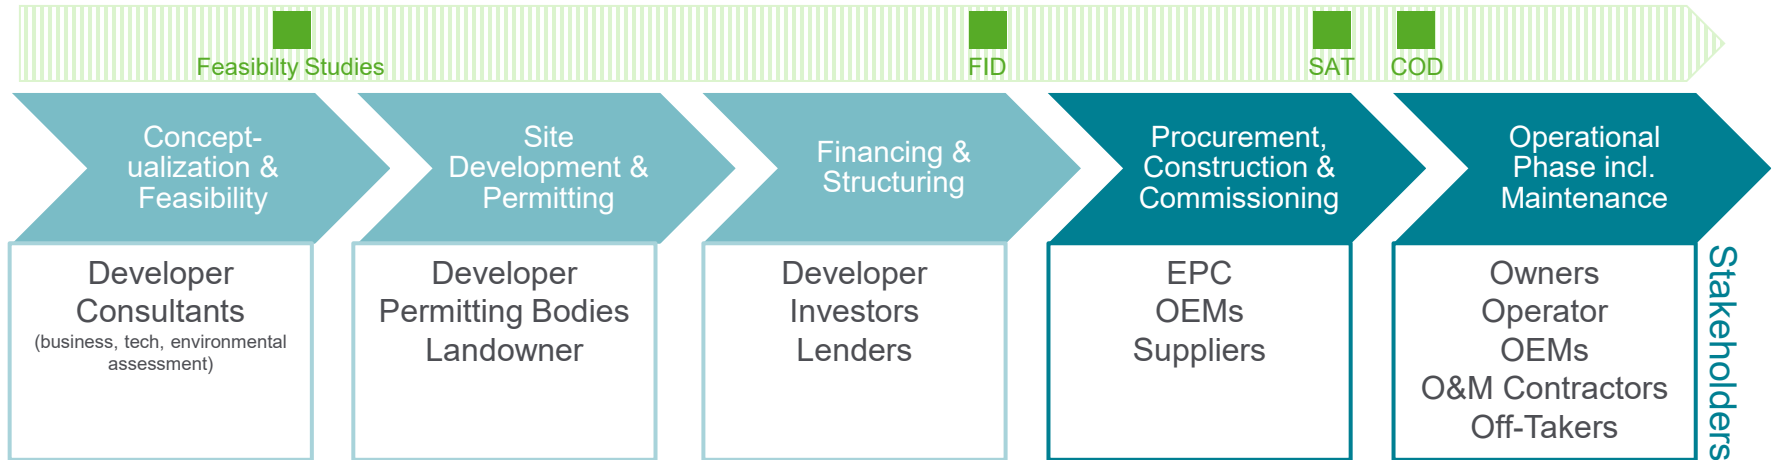 Feasibilty Studies
FID
SAT
COD
Concept-
ualization &
Feasibility
Site
Development &
Permitting
Financing &
Structuring
Procurement,
Construction &
Commissioning
Operational
Phase incl.
Maintenance
Developer
Consultants
(business, tech, environmental
assessment)
Developer
Permitting Bodies
Landowner
Developer
Investors
Lenders
EPC
OEMs
Suppliers
Owners
Operator
OEMs
O&M Contractors
Off-Takers
Stakeholders